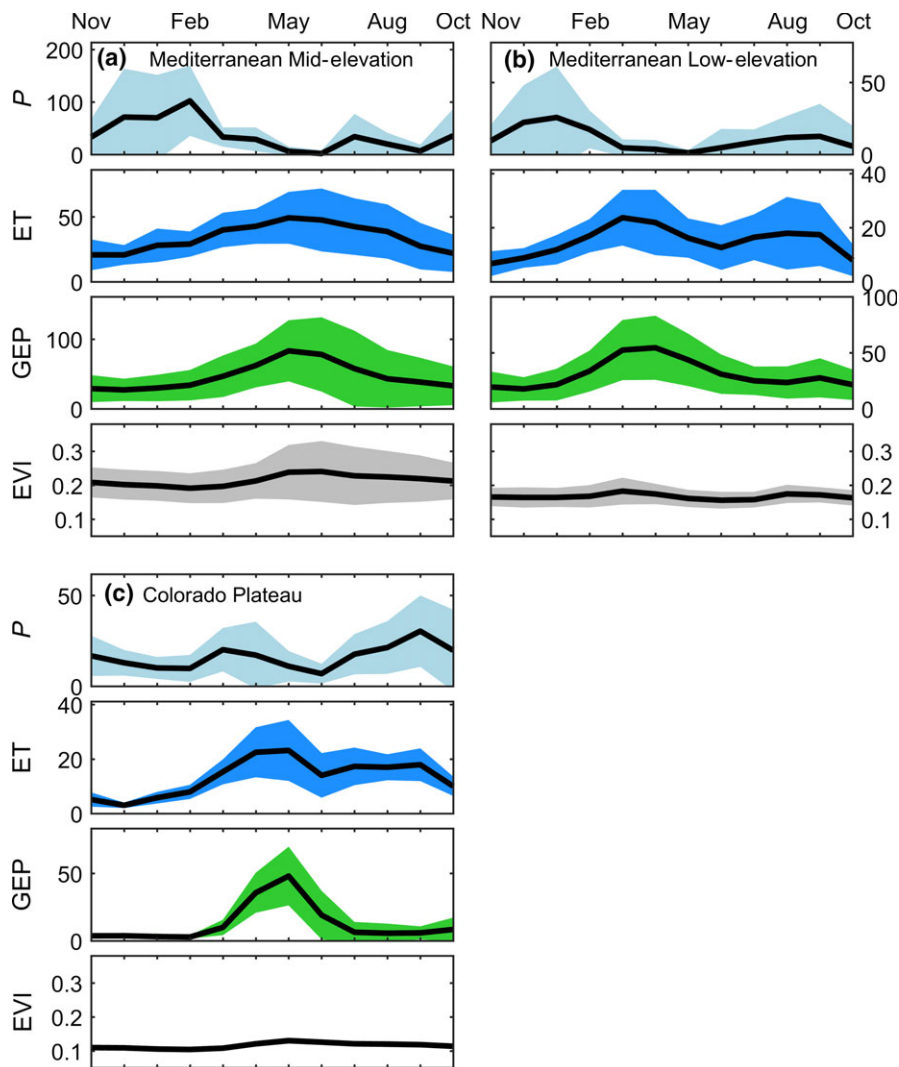 Nov Feb May Aug Oct Nov Feb May Aug Oct
(a) Mediterranean Mid-elevation
P
200
100
0
(b) Mediterranean Low-elevation
50
0
ET
50
0
40
20
0
GEP
100
0
100
50
0
EVI
0.3
0.2
0.1
0.3
0.2
0.1
(c) Colorado Plateau
P
50
0
ET
40
20
0
GEP
50
0
EVI
0.3
0.2
0.1